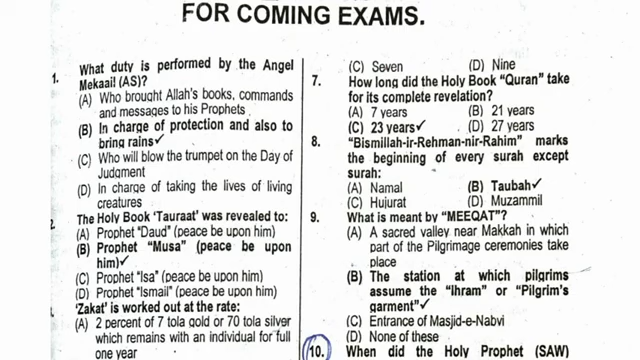 FOR COMING EXAMS.
1. What duty is performed by the Angel
Mekaail (AS)?
(A) Who brought Allah's books, commands
and messages to his Prophets
(B) In charge of protection and also to
bring rains✓
(C) Who will blow the trumpet on the Day of
Judgment
(D) In charge of taking the lives of living
creatures
2. The Holy Book 'Tauraat' was revealed to:
(A) Prophet "Daud" (peace be upon him)
(B) Prophet "Musa" (peace be upon
him)✓
(C) Prophet "Isa" (peace be upon him)
(D) Prophet "Ismail" (peace be upon him)
'Zakat' is worked out at the rate:
(A) 2 percent of 7 tola gold or 70 tola silver
which remains with an individual for full
one year
(C) Seven (D) Nine
7. How long did the Holy Book "Quran" take
for its complete revelation?
(A) 7 years (B) 21 years
(C) 23 years✓ (D) 27 years
8. "Bismillah-ir-Rehman-nir-Rahim" marks
the beginning of every surah except
surah:
(A) Namal (B) Taubah✓
(C) Hujurat (D) Muzammil
9. What is meant by "MEEQAT"?
(A) A sacred valley near Makkah in which
part of the Pilgrimage ceremonies take
place
(B) The station at which pilgrims
assume the "Ihram" or "Pilgrim's
garment"✓
(C) Entrance of Masjid-e-Nabvi
(D) None of these
10. When did the Holy Prophet (SAW)